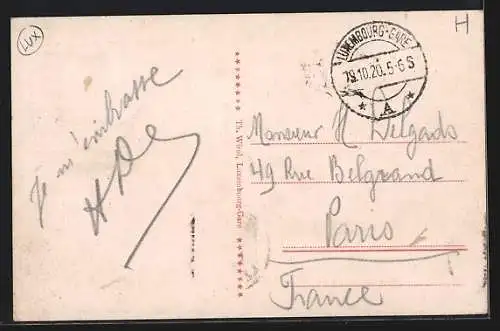 LUX
H
LUXEMBOURG-GARE
29.10.20.5-6 S
* A *
Je m'embrasse
Th. Wirol, Luxembourg-Gare
Monsieur H Delgado
49 Rue Belgrand
Paris
France